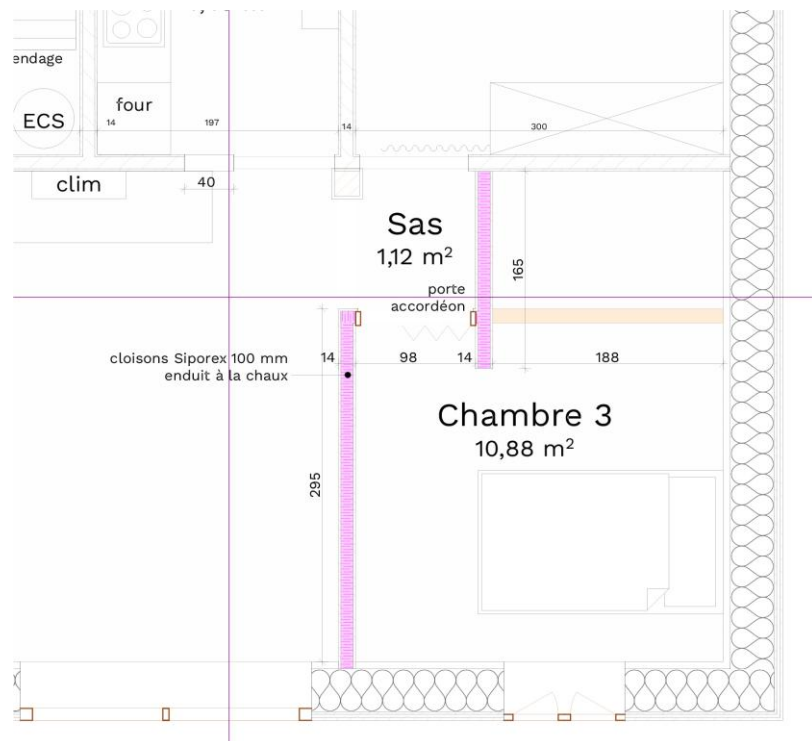 endage
ECS
four
14
197
14
300
clim
40
Sas
1,12 m²
165
porte
accordéon
cloisons Siporex 100 mm
enduit à la chaux
14
98
14
188
Chambre 3
10,88 m²
295